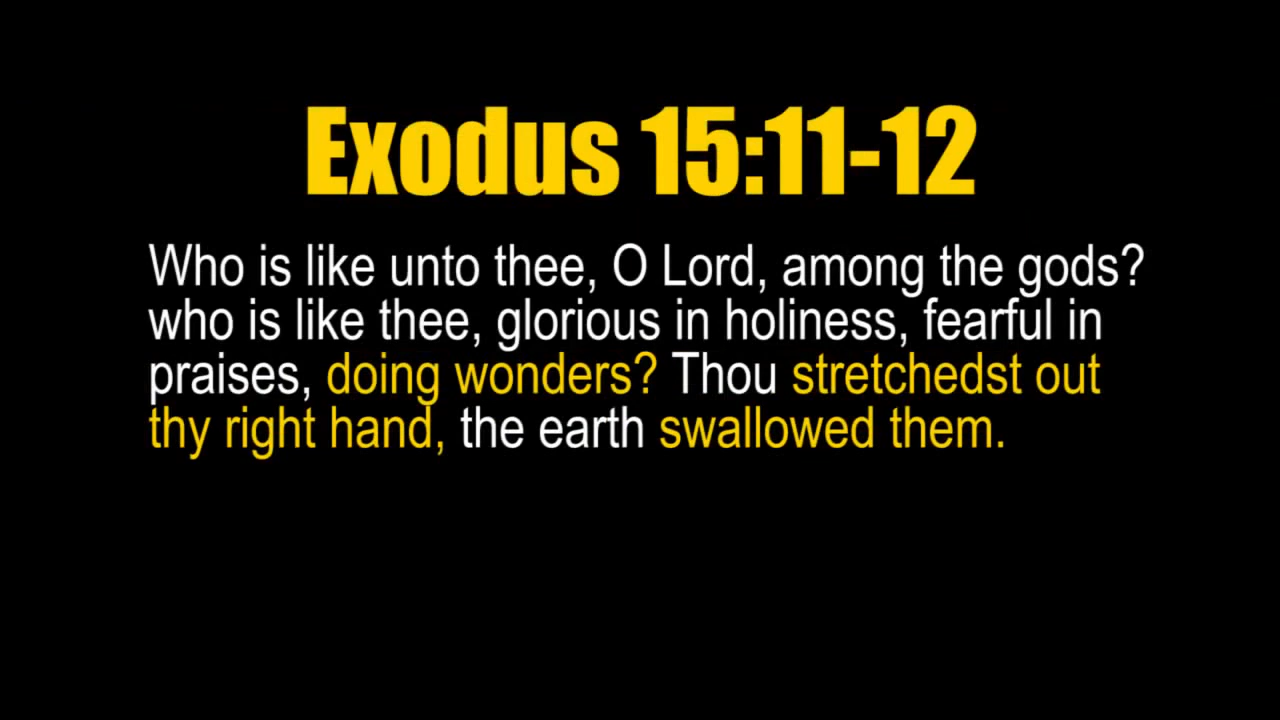 Exodus 15:11-12
Who is like unto thee, O Lord, among the gods?
who is like thee, glorious in holiness, fearful in
praises, doing wonders? Thou stretchedst out
thy right hand, the earth swallowed them.